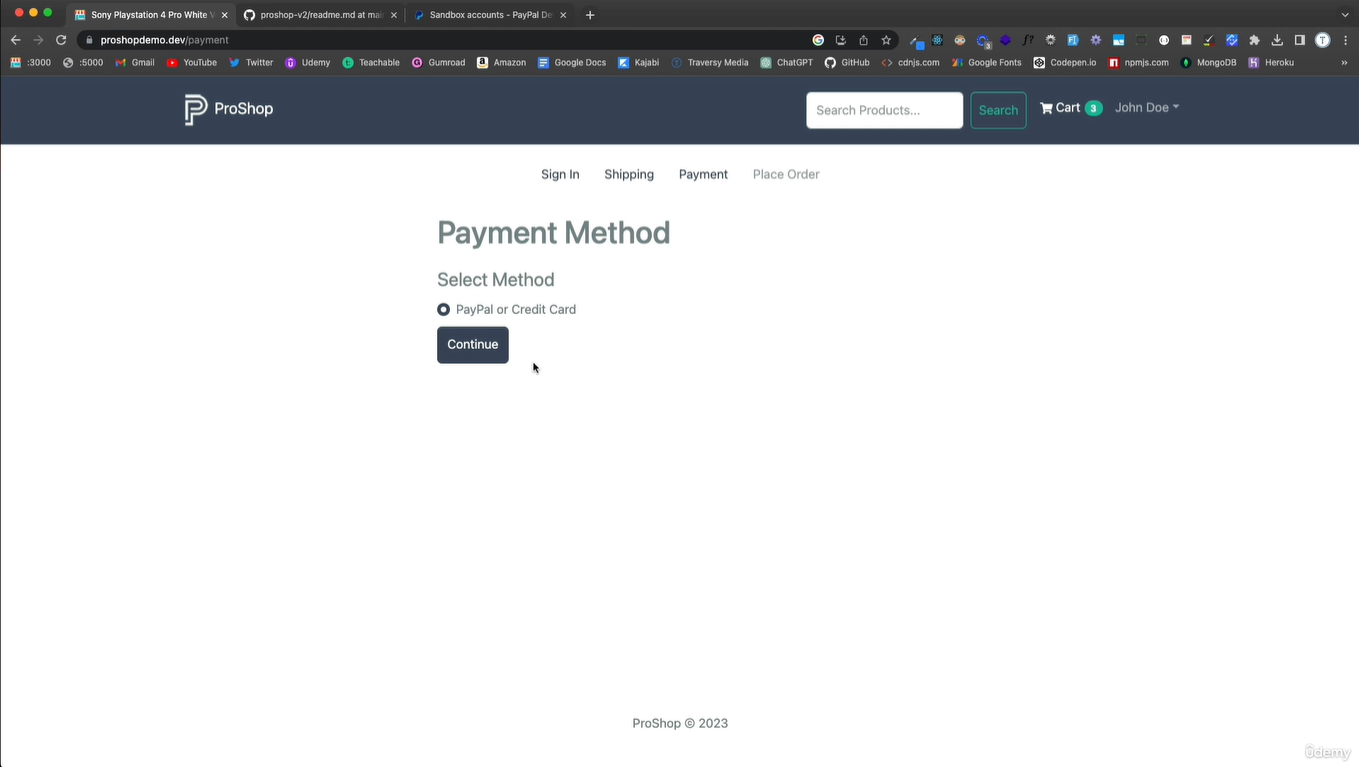 Sony Playstation 4 Pro White V
proshop-v2/readme.md at mai
Sandbox accounts - PayPal De
proshopdemo.dev/payment
:3000 :5000 Gmail YouTube Twitter Udemy Teachable Gumroad Amazon Google Docs Kajabi Traversy Media ChatGPT GitHub cdnjs.com Google Fonts Codepen.io npmjs.com MongoDB Heroku
ProShop Search Products... Search Cart 3 John Doe
Sign In Shipping Payment Place Order
Payment Method
Select Method
PayPal or Credit Card
Continue
ProShop © 2023
ûdemy